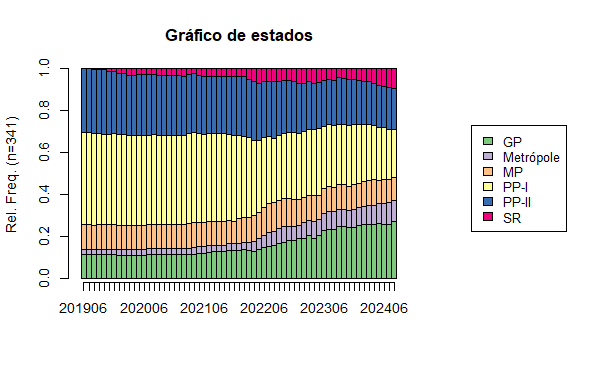 Gráfico de estados
Rel. Freq. (n=341)
1.0
0.8
0.6
0.4
0.2
0.0
201906 202006 202106 202206 202306 202406
GP
Metrópole
MP
PP-I
PP-II
SR